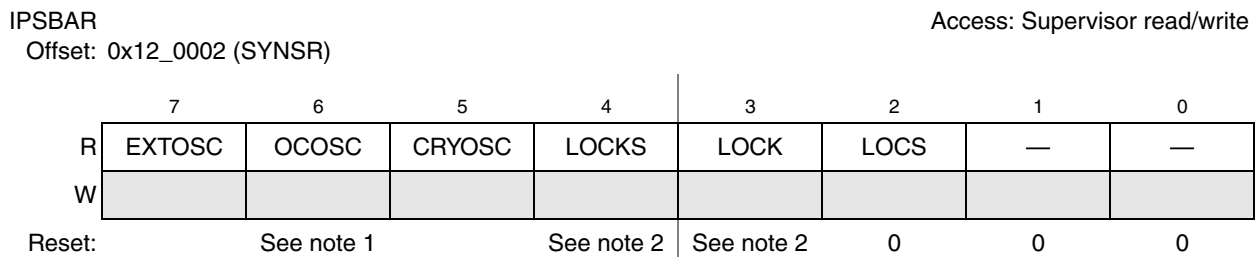 IPSBAR Access: Supervisor read/write
Offset: 0x12_0002 (SYNSR)
7 6 5 4 3 2 1 0
R EXTOSC OCOSC CRYOSC LOCKS LOCK LOCS — —
W
Reset: See note 1 See note 2 See note 2 0 0 0